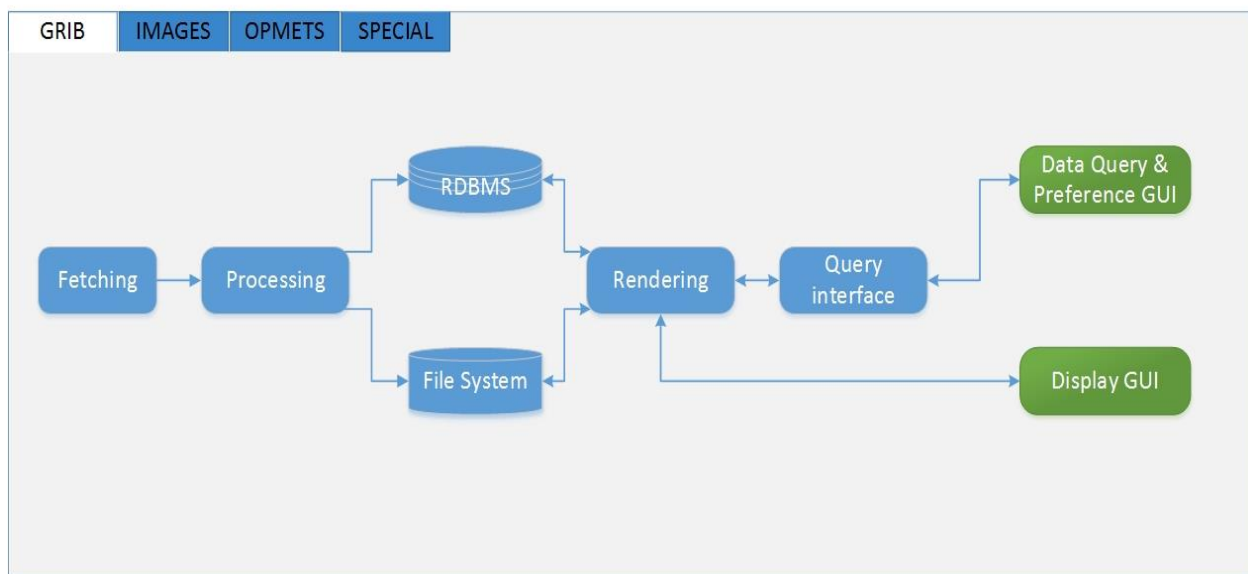 GRIB
IMAGES
OPMETS
SPECIAL
RDBMS
Data Query &
Preference GUI
Fetching
Processing
Rendering
Query
interface
File System
Display GUI